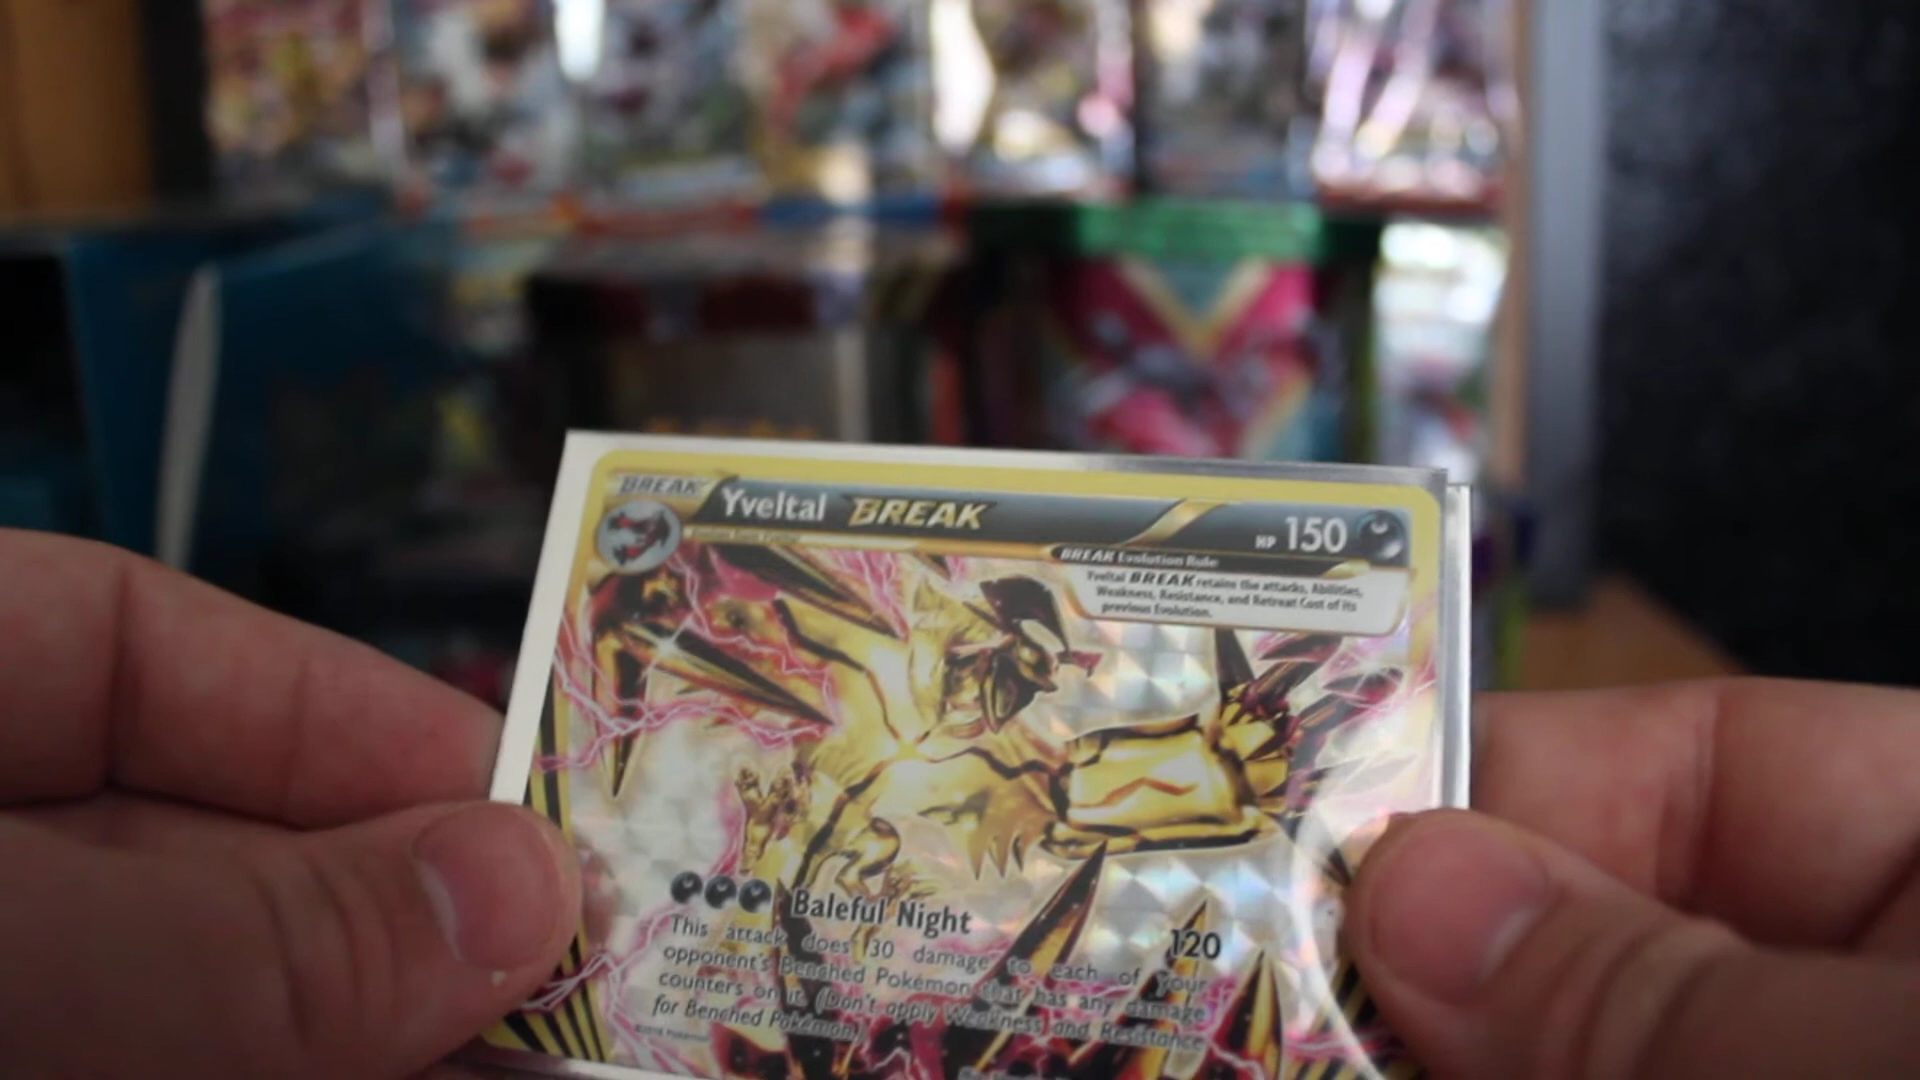 BREAK
Yveltal BREAK
HP 150
BREAK Evolution Rule
Yveltal BREAK retains the attacks, Abilities,
Weakness, Resistance, and Retreat Cost of its
previous Evolution.
Baleful Night
120
This attack does 30 damage to each of your
opponent's Benched Pokémon that has any damage
counters on it. (Don't apply Weakness and Resistance
for Benched Pokémon.)
©2016 Pokémon